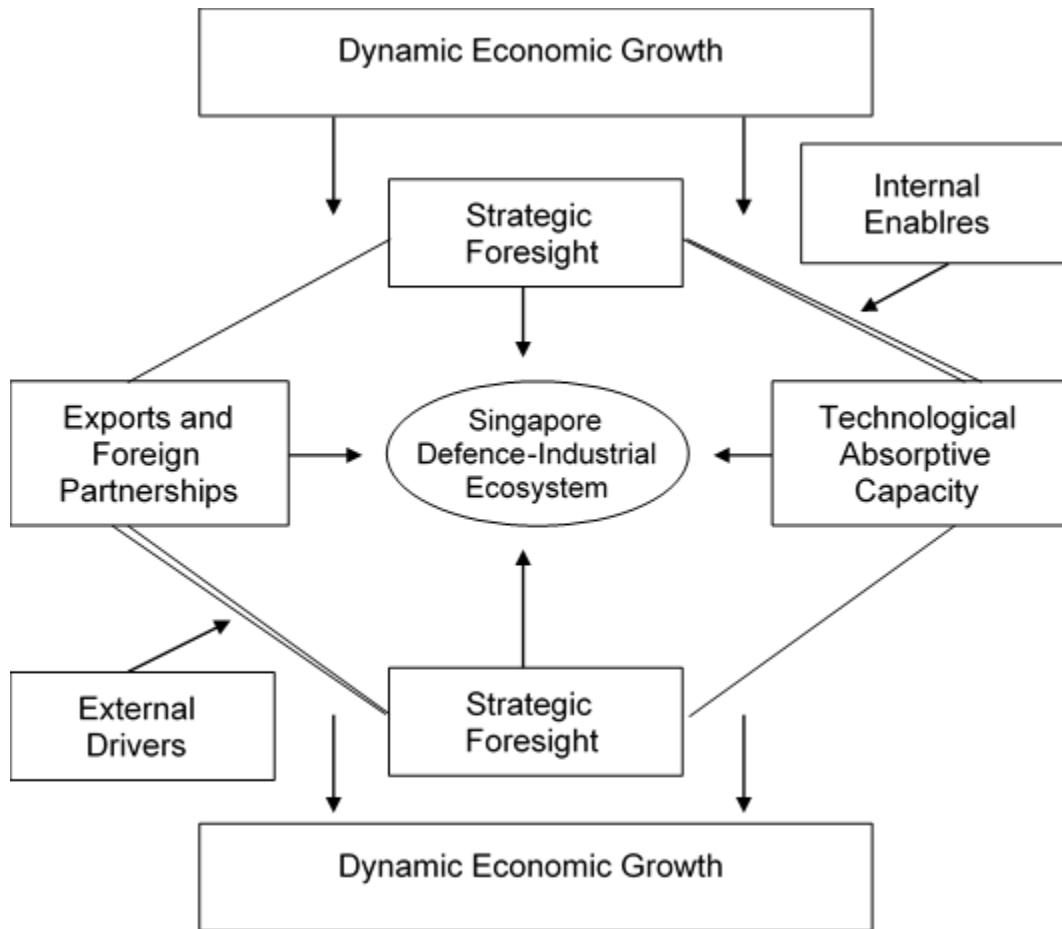 Dynamic Economic Growth
Strategic
Foresight
Internal
Enablres
Exports and
Foreign
Partnerships
Singapore
Defence-Industrial
Ecosystem
Technological
Absorptive
Capacity
External
Drivers
Strategic
Foresight
Dynamic Economic Growth